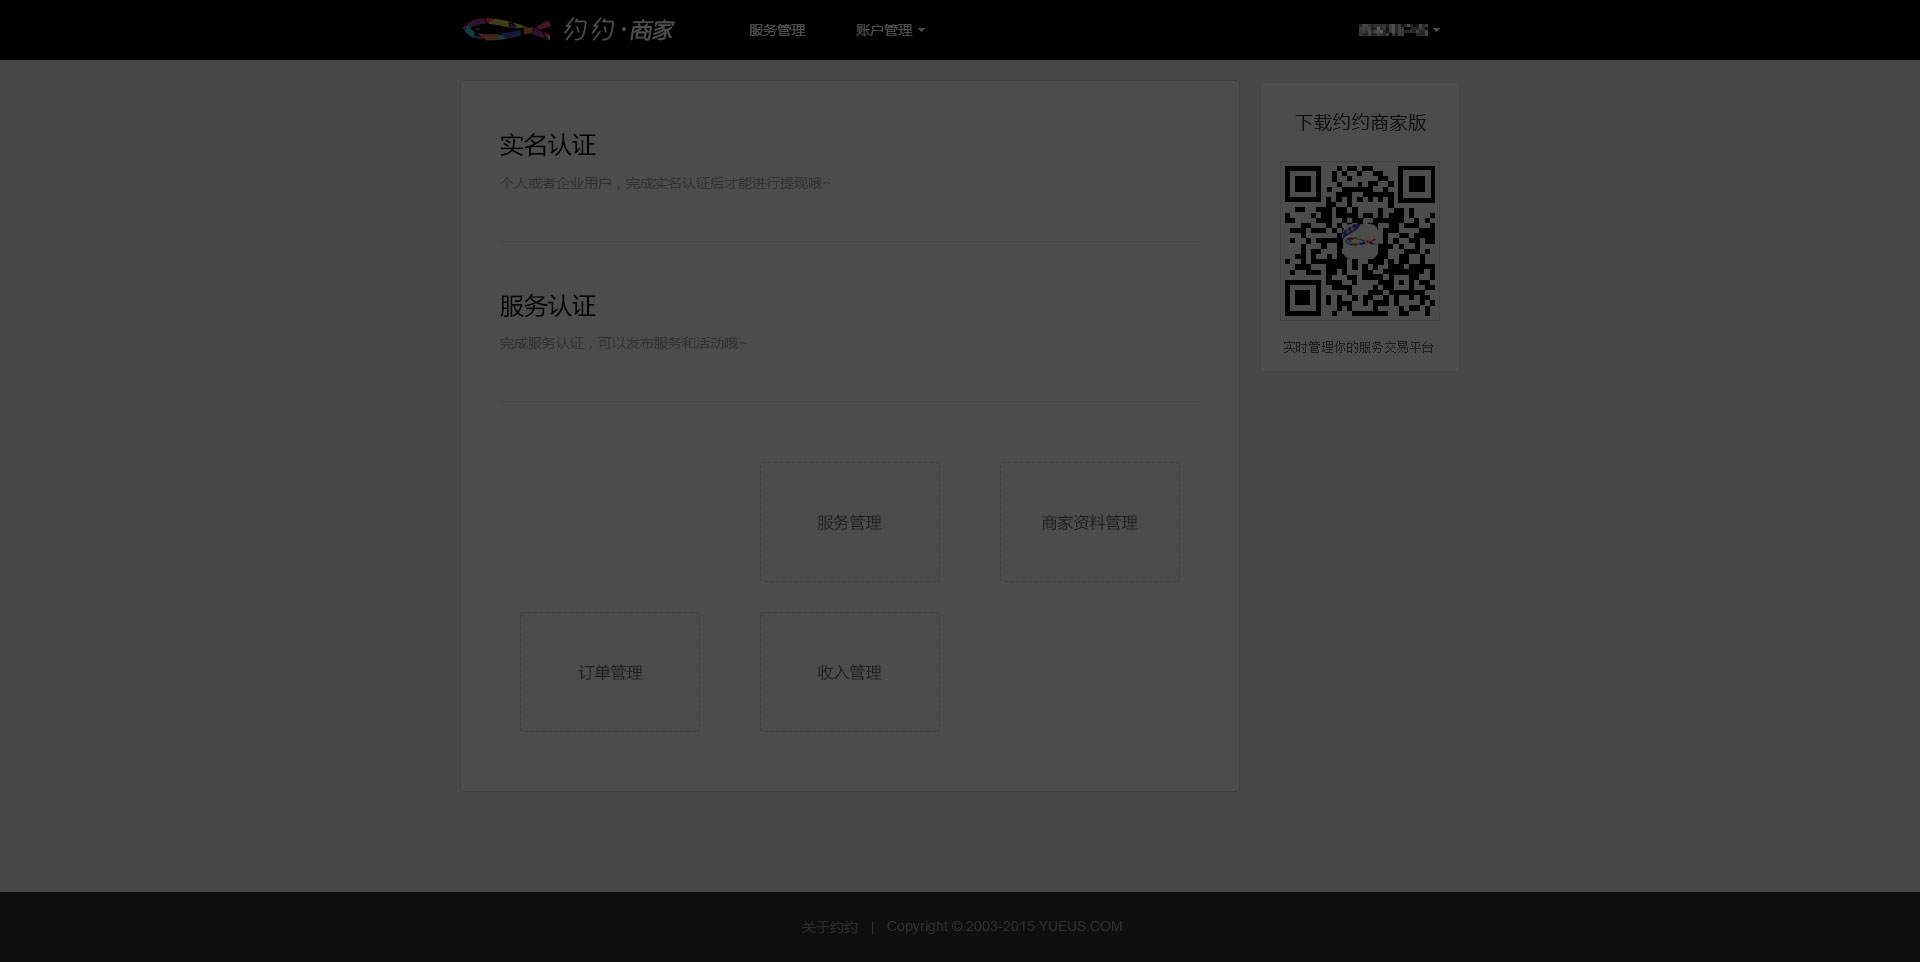 约约·商家 服务管理 账户管理
实名认证
个人或者企业用户，完成实名认证后才能进行提现哦~
服务认证
完成服务认证，可以发布服务和活动哦~
服务管理 商家资料管理
订单管理 收入管理
下载约约商家版
实时管理你的服务交易平台
关于约约 | Copyright © 2003-2015 YUEUS.COM